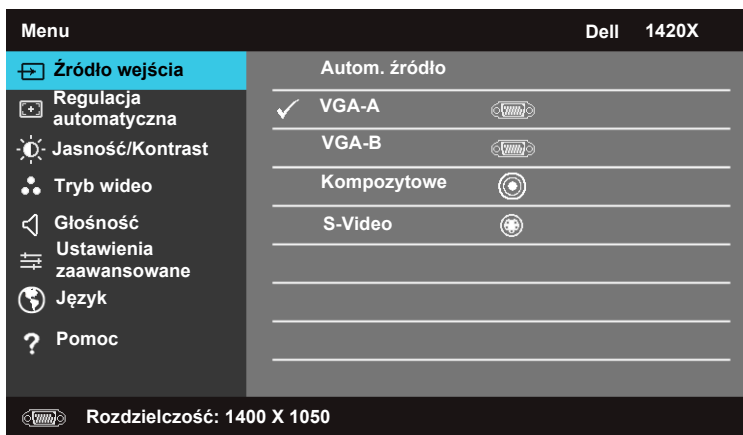 Menu Dell 1420X
Źródło wejścia
Regulacja
automatyczna
Jasność/Kontrast
Tryb wideo
Głośność
Ustawienia
zaawansowane
Język
Pomoc
Autom. źródło
VGA-A
VGA-B
Kompozytowe
S-Video
Rozdzielczość: 1400 X 1050